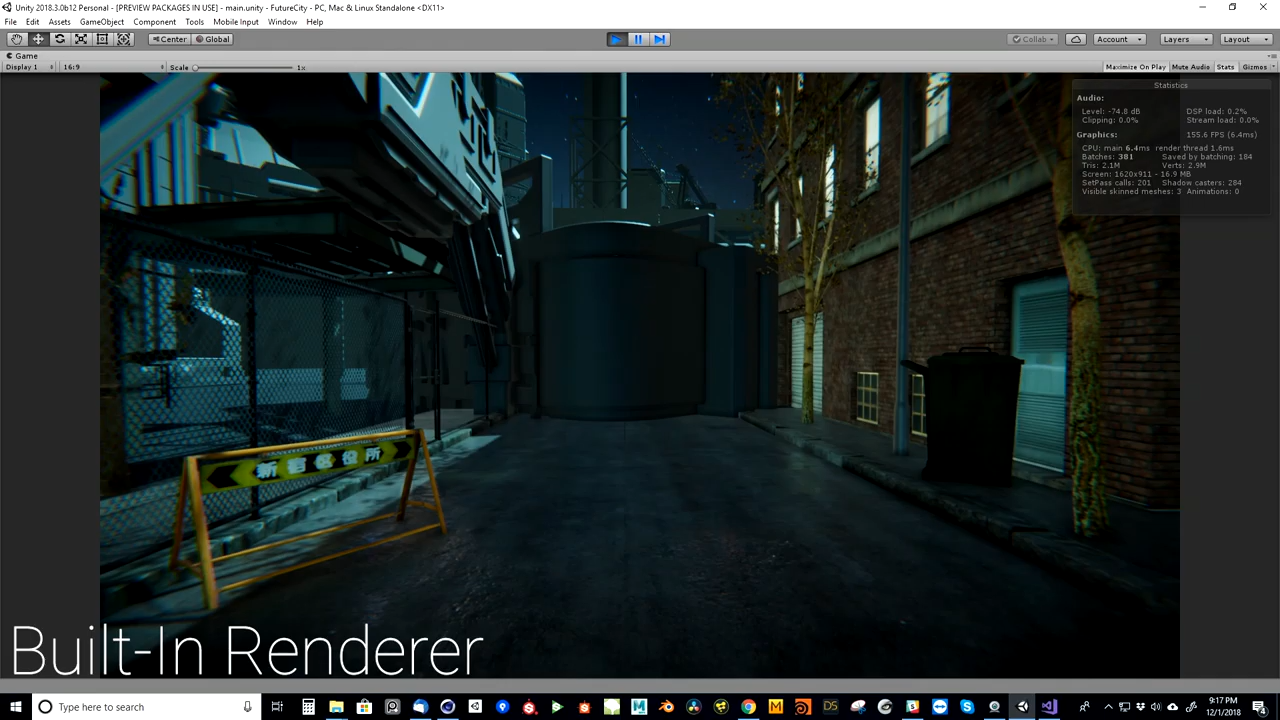 Unity 2018.3.0b12 Personal - [PREVIEW PACKAGES IN USE] - main.unity - FutureCity - PC, Mac & Linux Standalone <DX11>
File Edit Assets GameObject Component Tools Mobile Input Window Help
Center Global Collab Account Layers Layout
Game
Display 1 16:9 Scale 1x Maximize On Play Mute Audio Stats Gizmos
Statistics
Audio:
Level: -74.8 dB DSP load: 0.2%
Clipping: 0.0% Stream load: 0.0%
Graphics: 155.6 FPS (6.4ms)
CPU: main 6.4ms render thread 1.6ms
Batches: 381 Saved by batching: 184
Tris: 2.1M Verts: 2.9M
Screen: 1620x911 - 16.9 MB
SetPass calls: 201 Shadow casters: 284
Visible skinned meshes: 3 Animations: 0
新宿区役所
Built-In Renderer
Type here to search
DS
9:17 PM
12/1/2018